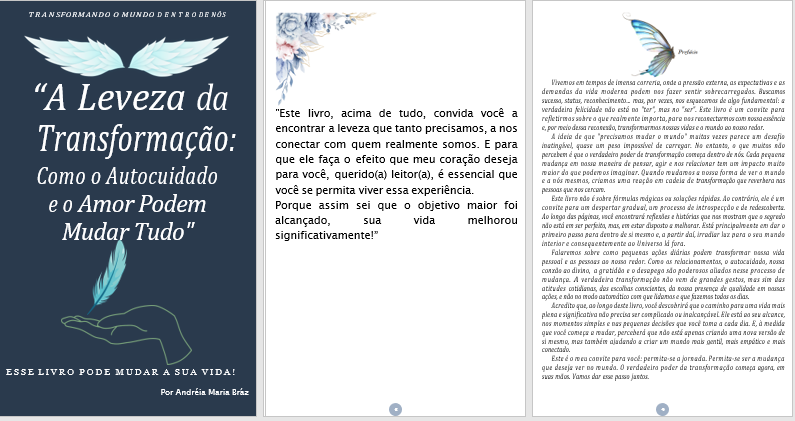 TRANSFORMANDO O MUNDO DENTRO DE NÓS
“A Leveza da
Transformação:
Como o Autocuidado
e o Amor Podem
Mudar Tudo"
ESSE LIVRO PODE MUDAR A SUA VIDA!
Por Andréia Maria Bráz
"Este livro, acima de tudo, convida você a
encontrar a leveza que tanto precisamos, a nos
conectar com quem realmente somos. E para
que ele faça o efeito que meu coração deseja
para você, querido(a) leitor(a), é essencial que
você se permita viver essa experiência.
Porque assim sei que o objetivo maior foi
alcançado, sua vida melhorou
significativamente!”
Prefácio
Vivemos em tempos de imensa correria, onde a pressão externa, as expectativas e as
demandas da vida moderna podem nos fazer sentir sobrecarregados. Buscamos
sucesso, status, reconhecimento... mas, por vezes, nos esquecemos de algo fundamental: a
verdadeira felicidade não está no "ter", mas no "ser". Este livro é um convite para
refletirmos sobre o que realmente importa, para nos reconectarmos com nossa essência
e, por meio dessa reconexão, transformarmos nossas vidas e o mundo ao nosso redor.
A ideia de que "precisamos mudar o mundo" muitas vezes parece um desafio
inatingível, quase um peso impossível de carregar. No entanto, o que muitos não
percebem é que o verdadeiro poder de transformação começa dentro de nós. Cada pequena
mudança em nossa maneira de pensar, agir e nos relacionar tem um impacto muito
maior do que podemos imaginar. Quando mudamos a nossa forma de ver o mundo
e a nós mesmos, criamos uma reação em cadeia de transformação que reverbera nas
pessoas que nos cercam.
Este livro não é sobre fórmulas mágicas ou soluções rápidas. Ao contrário, ele é um
convite para um despertar gradual, um processo de introspecção e de redescoberta.
Ao longo das páginas, você encontrará reflexões e histórias que nos mostram que o segredo
não está em ser perfeito, mas, em estar disposto a melhorar. Está principalmente em dar o
primeiro passo para dentro de si mesmo e, a partir daí, irradiar luz para o seu mundo
interior e consequentemente ao Universo lá fora.
Falaremos sobre como pequenas ações diárias podem transformar nossa vida
pessoal e as pessoas ao nosso redor. Como os relacionamentos, o autocuidado, nossa
conxão ao divino, a gratidão e o desapego são poderosos aliados nesse processo de
mudança. A verdadeira transformação não vem de grandes gestos, mas sim das
atitudes cotidianas, das escolhas conscientes, da nossa presença de qualidade em nossas
ações, e não no modo automático com que lidamos e que fazemos todos os dias.
Acredito que, ao longo deste livro, você descobrirá que o caminho para uma vida mais
plena e significativa não precisa ser complicado ou inalcançável. Ele está ao seu alcance,
nos momentos simples e nas pequenas decisões que você toma a cada dia. E, à medida
que você começa a mudar, perceberá que não está apenas criando uma nova versão de
si mesmo, mas também ajudando a criar um mundo mais gentil, mais empático e mais
conectado.
Este é o meu convite para você: permita-se a jornada. Permita-se ser a mudança
que deseja ver no mundo. O verdadeiro poder da transformação começa agora, em
suas mãos. Vamos dar esse passo juntos.